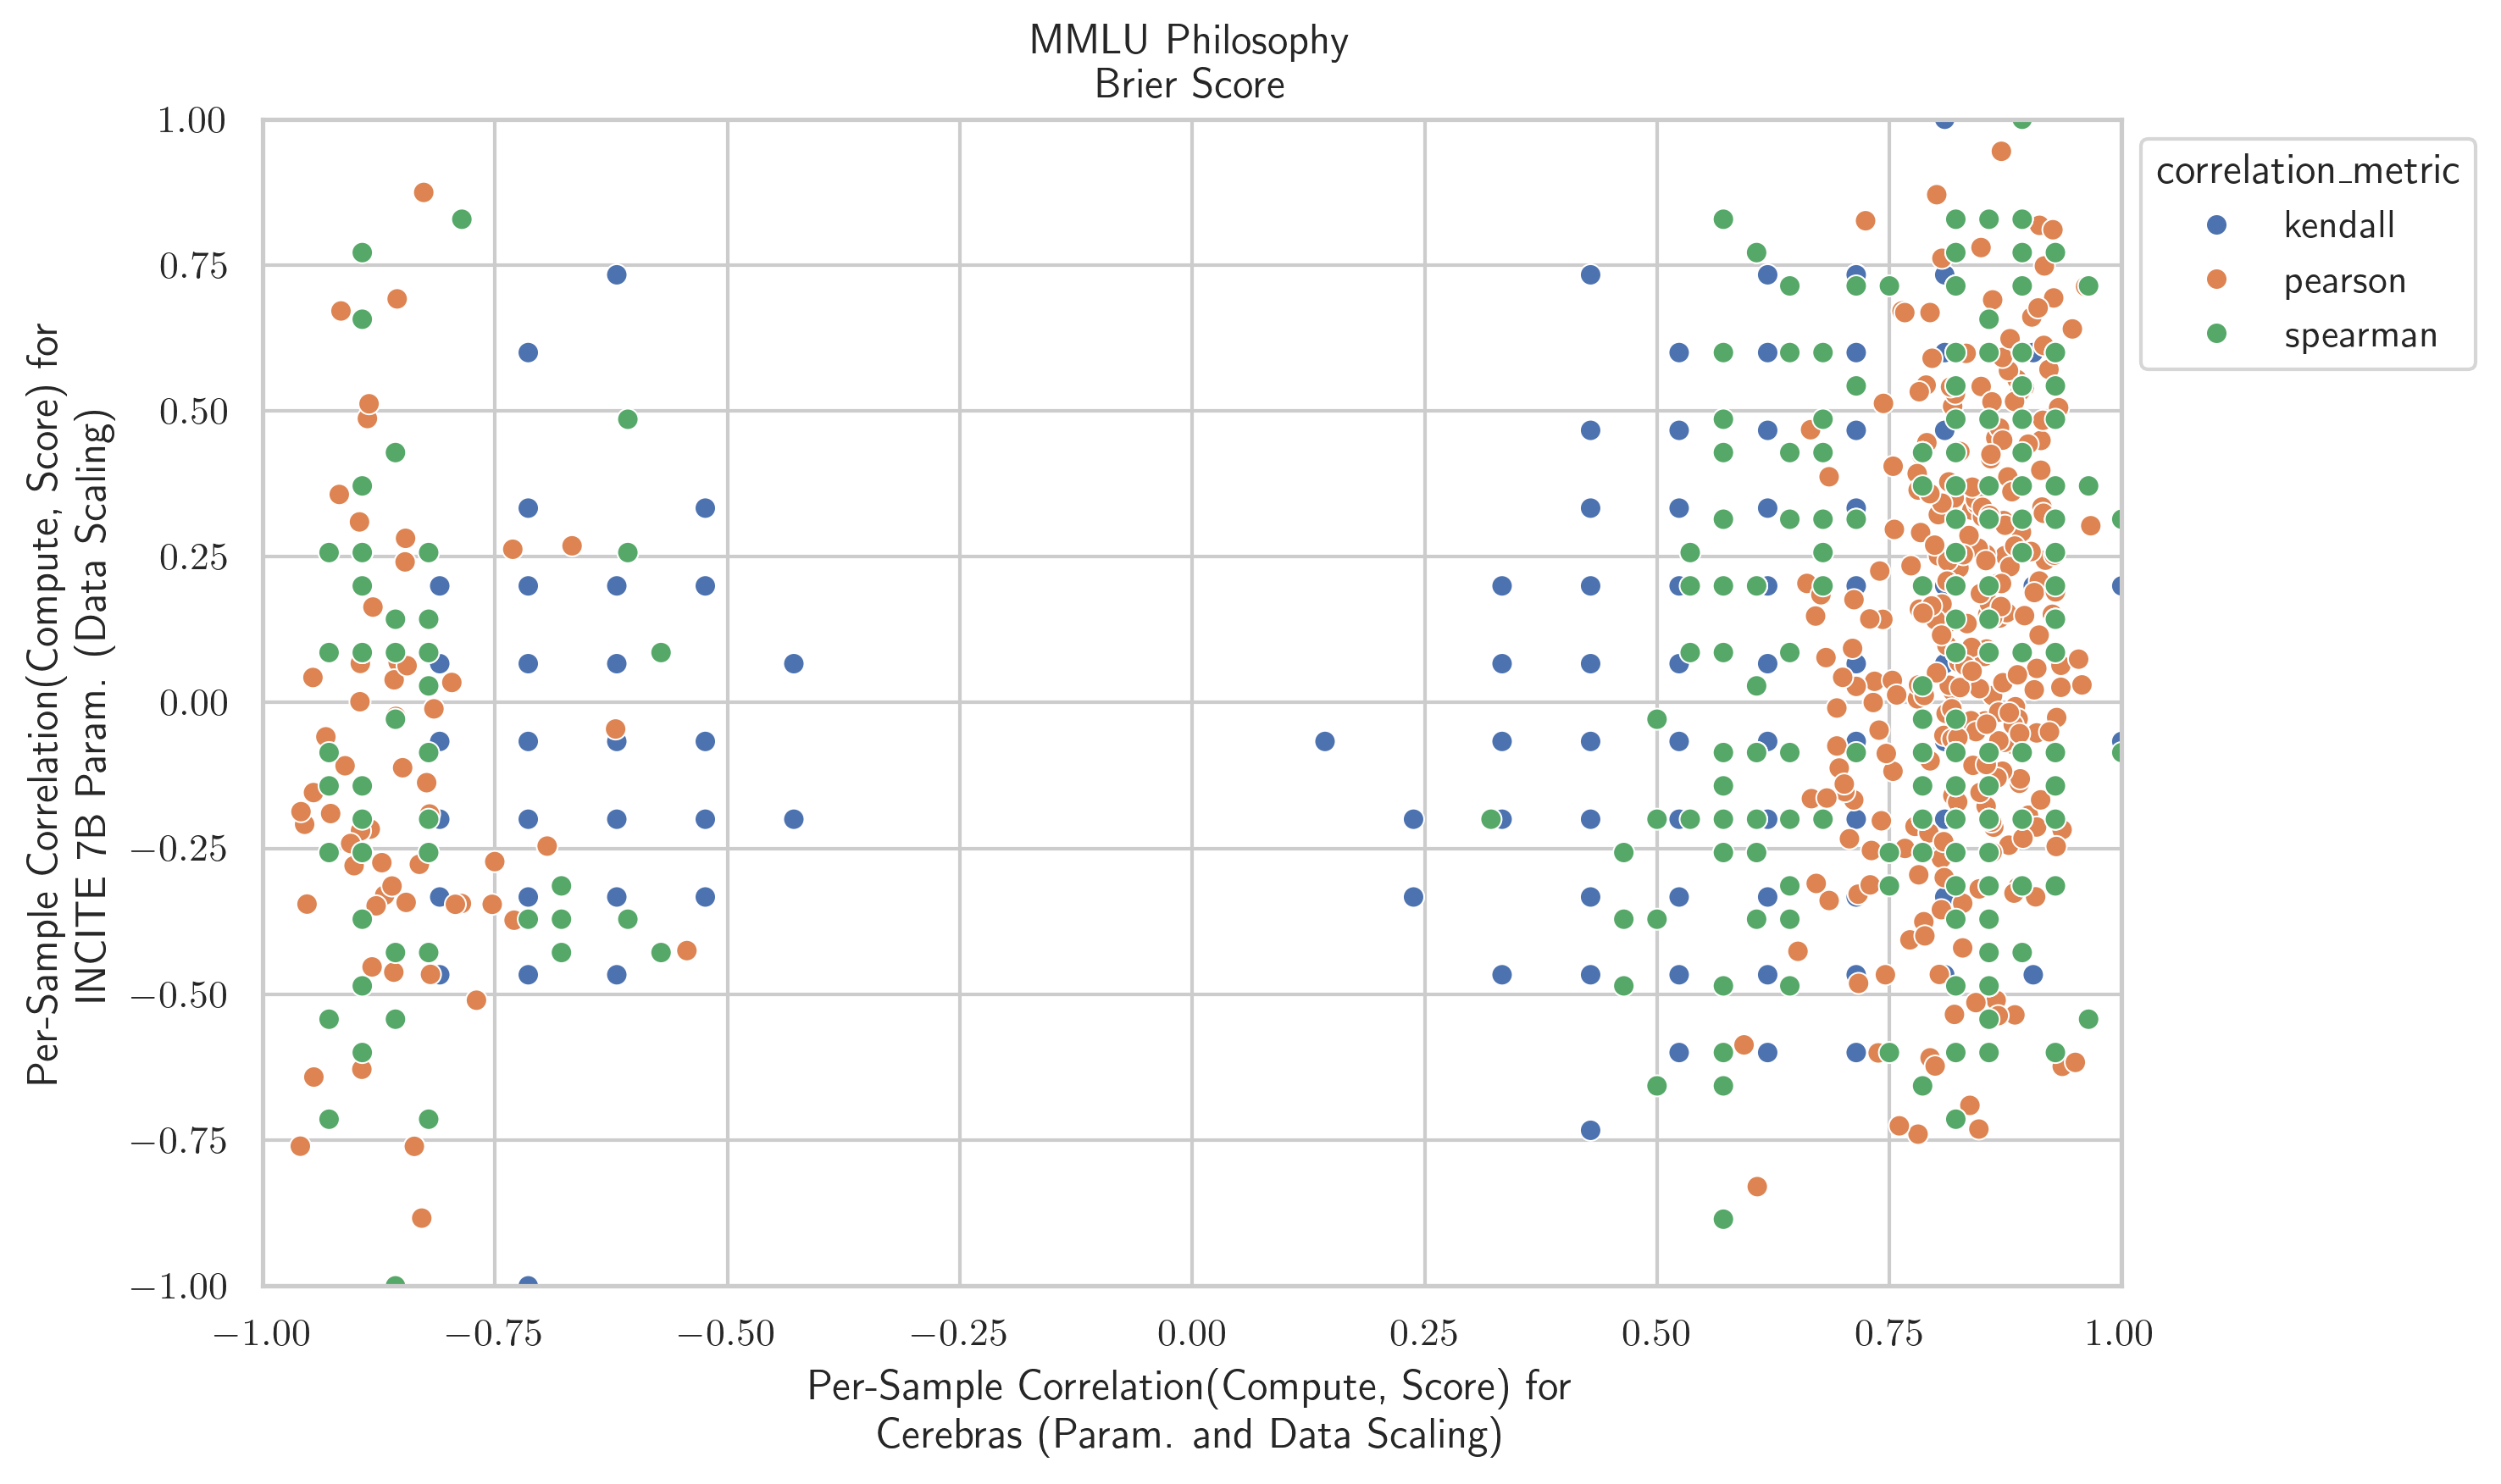 MMLU Philosophy
Brier Score
Per-Sample Correlation(Compute, Score) for
INCITE 7B Param. (Data Scaling)
1.00
0.75
0.50
0.25
0.00
−0.25
−0.50
−0.75
−1.00
−1.00 −0.75 −0.50 −0.25 0.00 0.25 0.50 0.75 1.00
Per-Sample Correlation(Compute, Score) for
Cerebras (Param. and Data Scaling)
correlation_metric
kendall
pearson
spearman